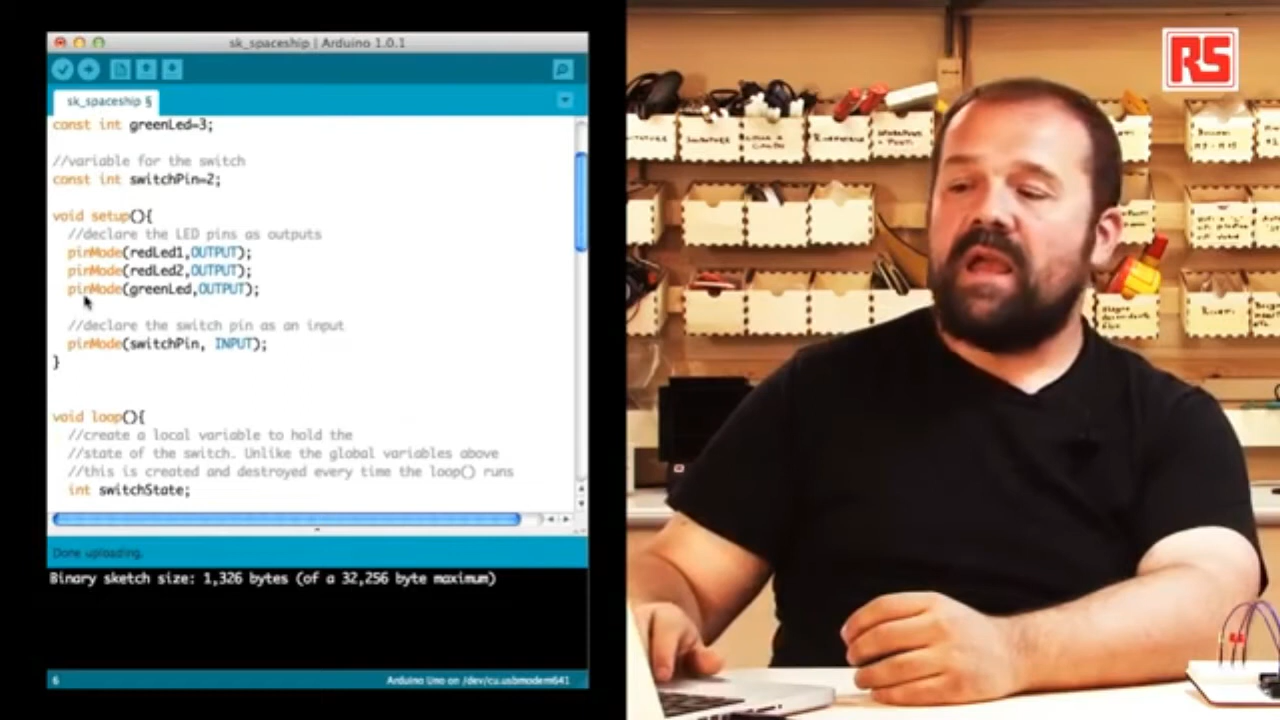 sk_spaceship | Arduino 1.0.1
sk_spaceship §
const int greenLed=3;
//variable for the switch
const int switchPin=2;
void setup(){
//declare the LED pins as outputs
pinMode(redLed1,OUTPUT);
pinMode(redLed2,OUTPUT);
pinMode(greenLed,OUTPUT);
//declare the switch pin as an input
pinMode(switchPin, INPUT);
}
void loop(){
//create a local variable to hold the
//state of the switch. Unlike the global variables above
//this is created and destroyed every time the loop() runs
int switchState;
Done uploading.
Binary sketch size: 1,326 bytes (of a 32,256 byte maximum)
6
Arduino Uno on /dev/cu.usbmodem641
RS